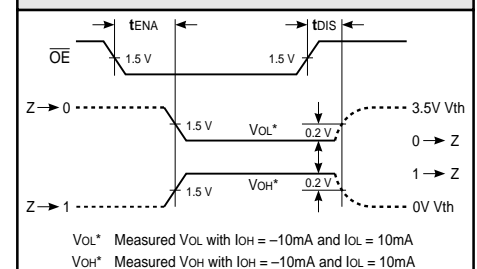 tENA tDIS
OE 1.5 V 1.5 V
Z 0 3.5V Vth
1.5 V VOL* 0.2 V
0 Z
1 Z
1.5 V VOH* 0.2 V
Z 1 0V Vth
VOL* Measured VOL with IOH = –10mA and IOL = 10mA
VOH* Measured VOH with IOH = –10mA and IOL = 10mA